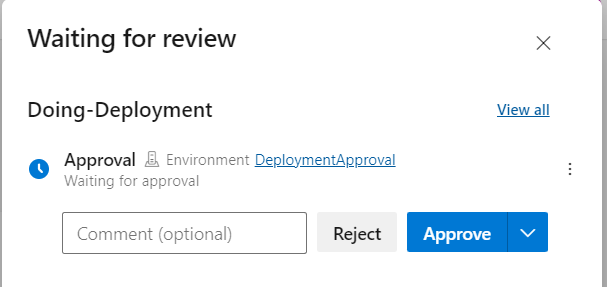 Waiting for review
Doing-Deployment View all
Approval Environment DeploymentApproval
Waiting for approval
Comment (optional) Reject Approve